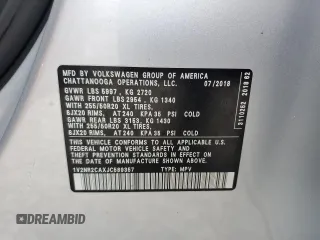 MFD BY VOLKSWAGEN GROUP OF AMERICA
CHATTANOOGA OPERATIONS, LLC. 07/2018
GVWR LBS 5997 , KG 2720
GAWR FRONT LBS 2954 , KG 1340
WITH 255/50R20 XL TIRES,
8JX20 RIMS, AT 240 KPA 35 PSI COLD
GAWR REAR LBS 3153, KG 1430
WITH 255/50R20 XL TIRES,
8JX20 RIMS, AT 240 KPA 35 PSI COLD
THIS VEHICLE CONFORMS TO ALL APPLICABLE U.S.
FEDERAL MOTOR VEHICLE SAFETY AND THEFT
PREVENTION STANDARDS IN EFFECT ON THE
DATE OF MANUFACTURE SHOWN ABOVE.
TYPE: MPV
3110252 2018 62
DREAMBID